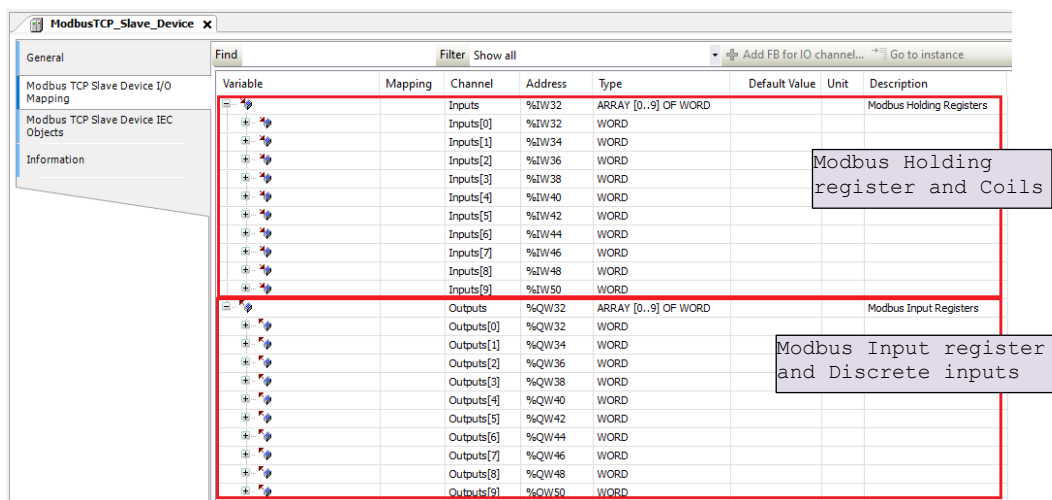 ModbusTCP_Slave_Device X
General
Modbus TCP Slave Device I/O
Mapping
Modbus TCP Slave Device IEC
Objects
Information
Find Filter Show all Add FB for IO channel... Go to instance
Variable Mapping Channel Address Type Default Value Unit Description
Inputs %IW32 ARRAY [0..9] OF WORD Modbus Holding Registers
Inputs[0] %IW32 WORD
Inputs[1] %IW34 WORD
Inputs[2] %IW36 WORD
Inputs[3] %IW38 WORD
Inputs[4] %IW40 WORD
Inputs[5] %IW42 WORD
Inputs[6] %IW44 WORD
Inputs[7] %IW46 WORD
Inputs[8] %IW48 WORD
Inputs[9] %IW50 WORD
Modbus Holding
register and Coils
Outputs %QW32 ARRAY [0..9] OF WORD Modbus Input Registers
Outputs[0] %QW32 WORD
Outputs[1] %QW34 WORD
Outputs[2] %QW36 WORD
Outputs[3] %QW38 WORD
Outputs[4] %QW40 WORD
Outputs[5] %QW42 WORD
Outputs[6] %QW44 WORD
Outputs[7] %QW46 WORD
Outputs[8] %QW48 WORD
Outputs[9] %QW50 WORD
Modbus Input register
and Discrete inputs